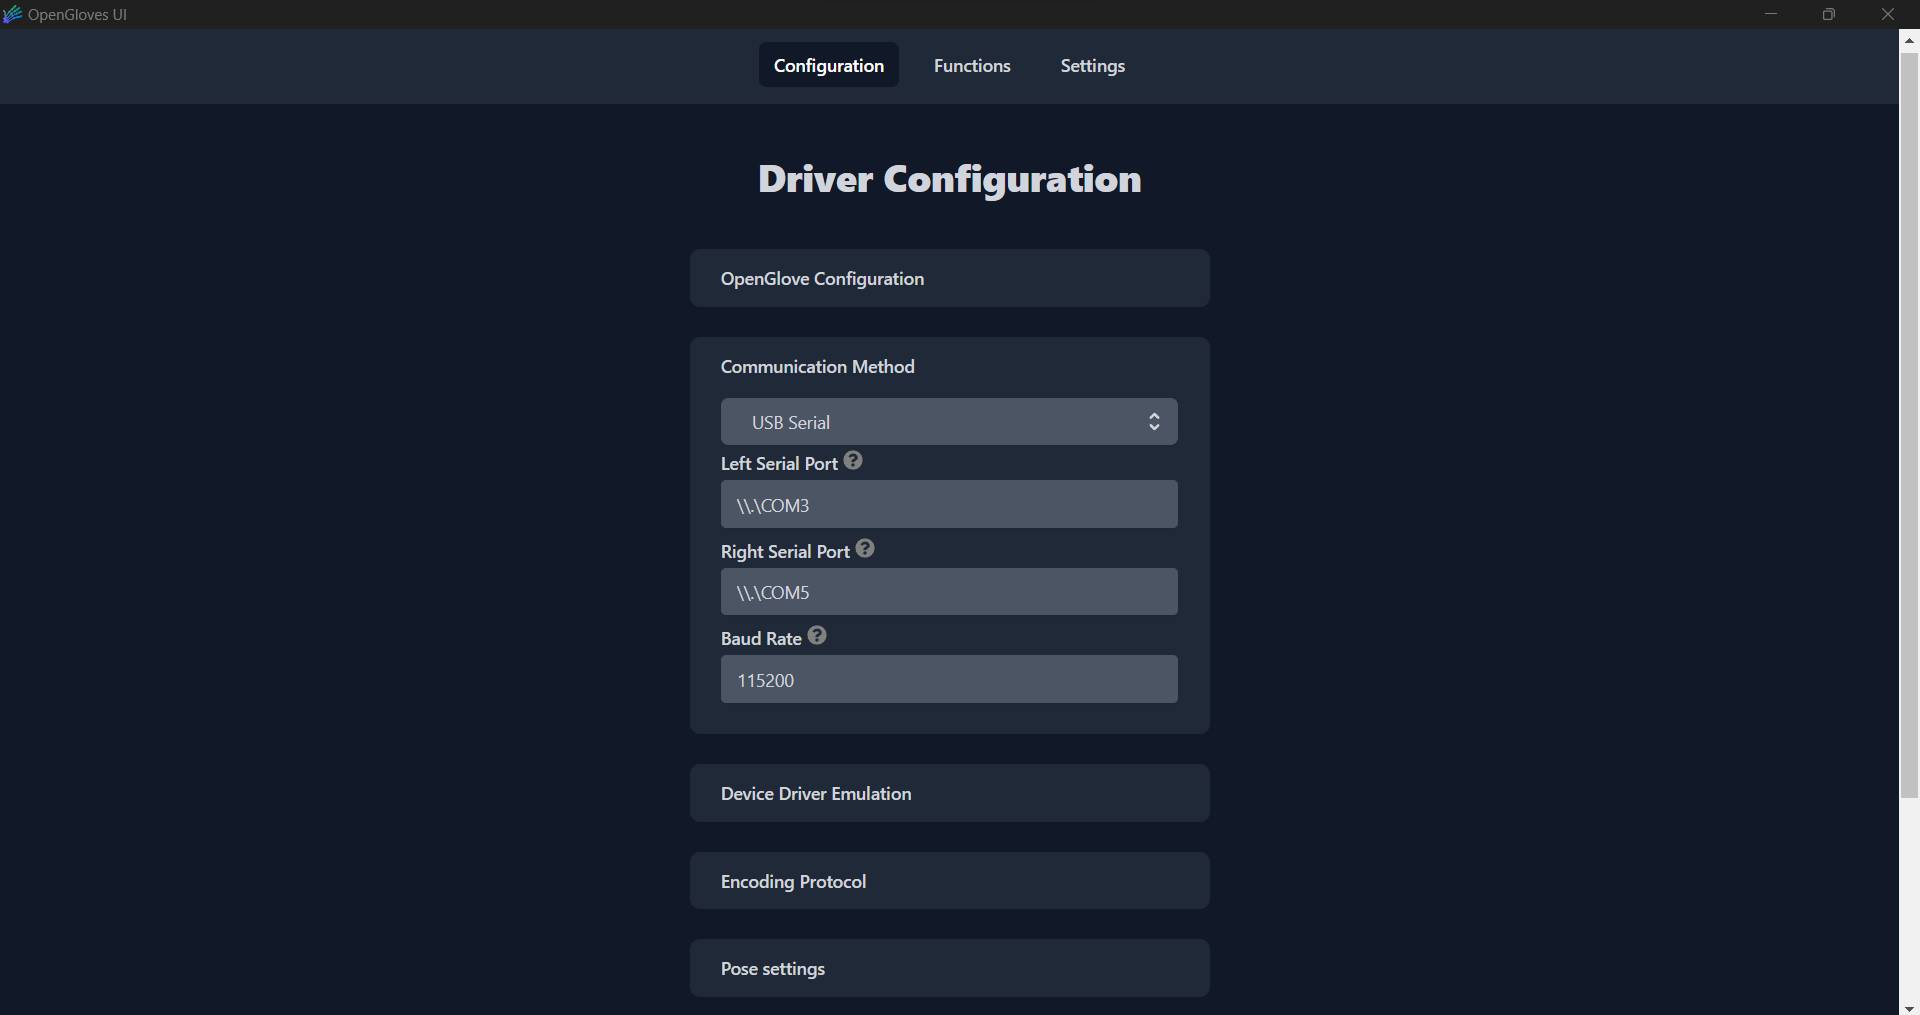 OpenGloves UI
Configuration
Functions
Settings
Driver Configuration
OpenGlove Configuration
Communication Method
USB Serial
Left Serial Port ?
\\.\COM3
Right Serial Port ?
\\.\COM5
Baud Rate ?
115200
Device Driver Emulation
Encoding Protocol
Pose settings